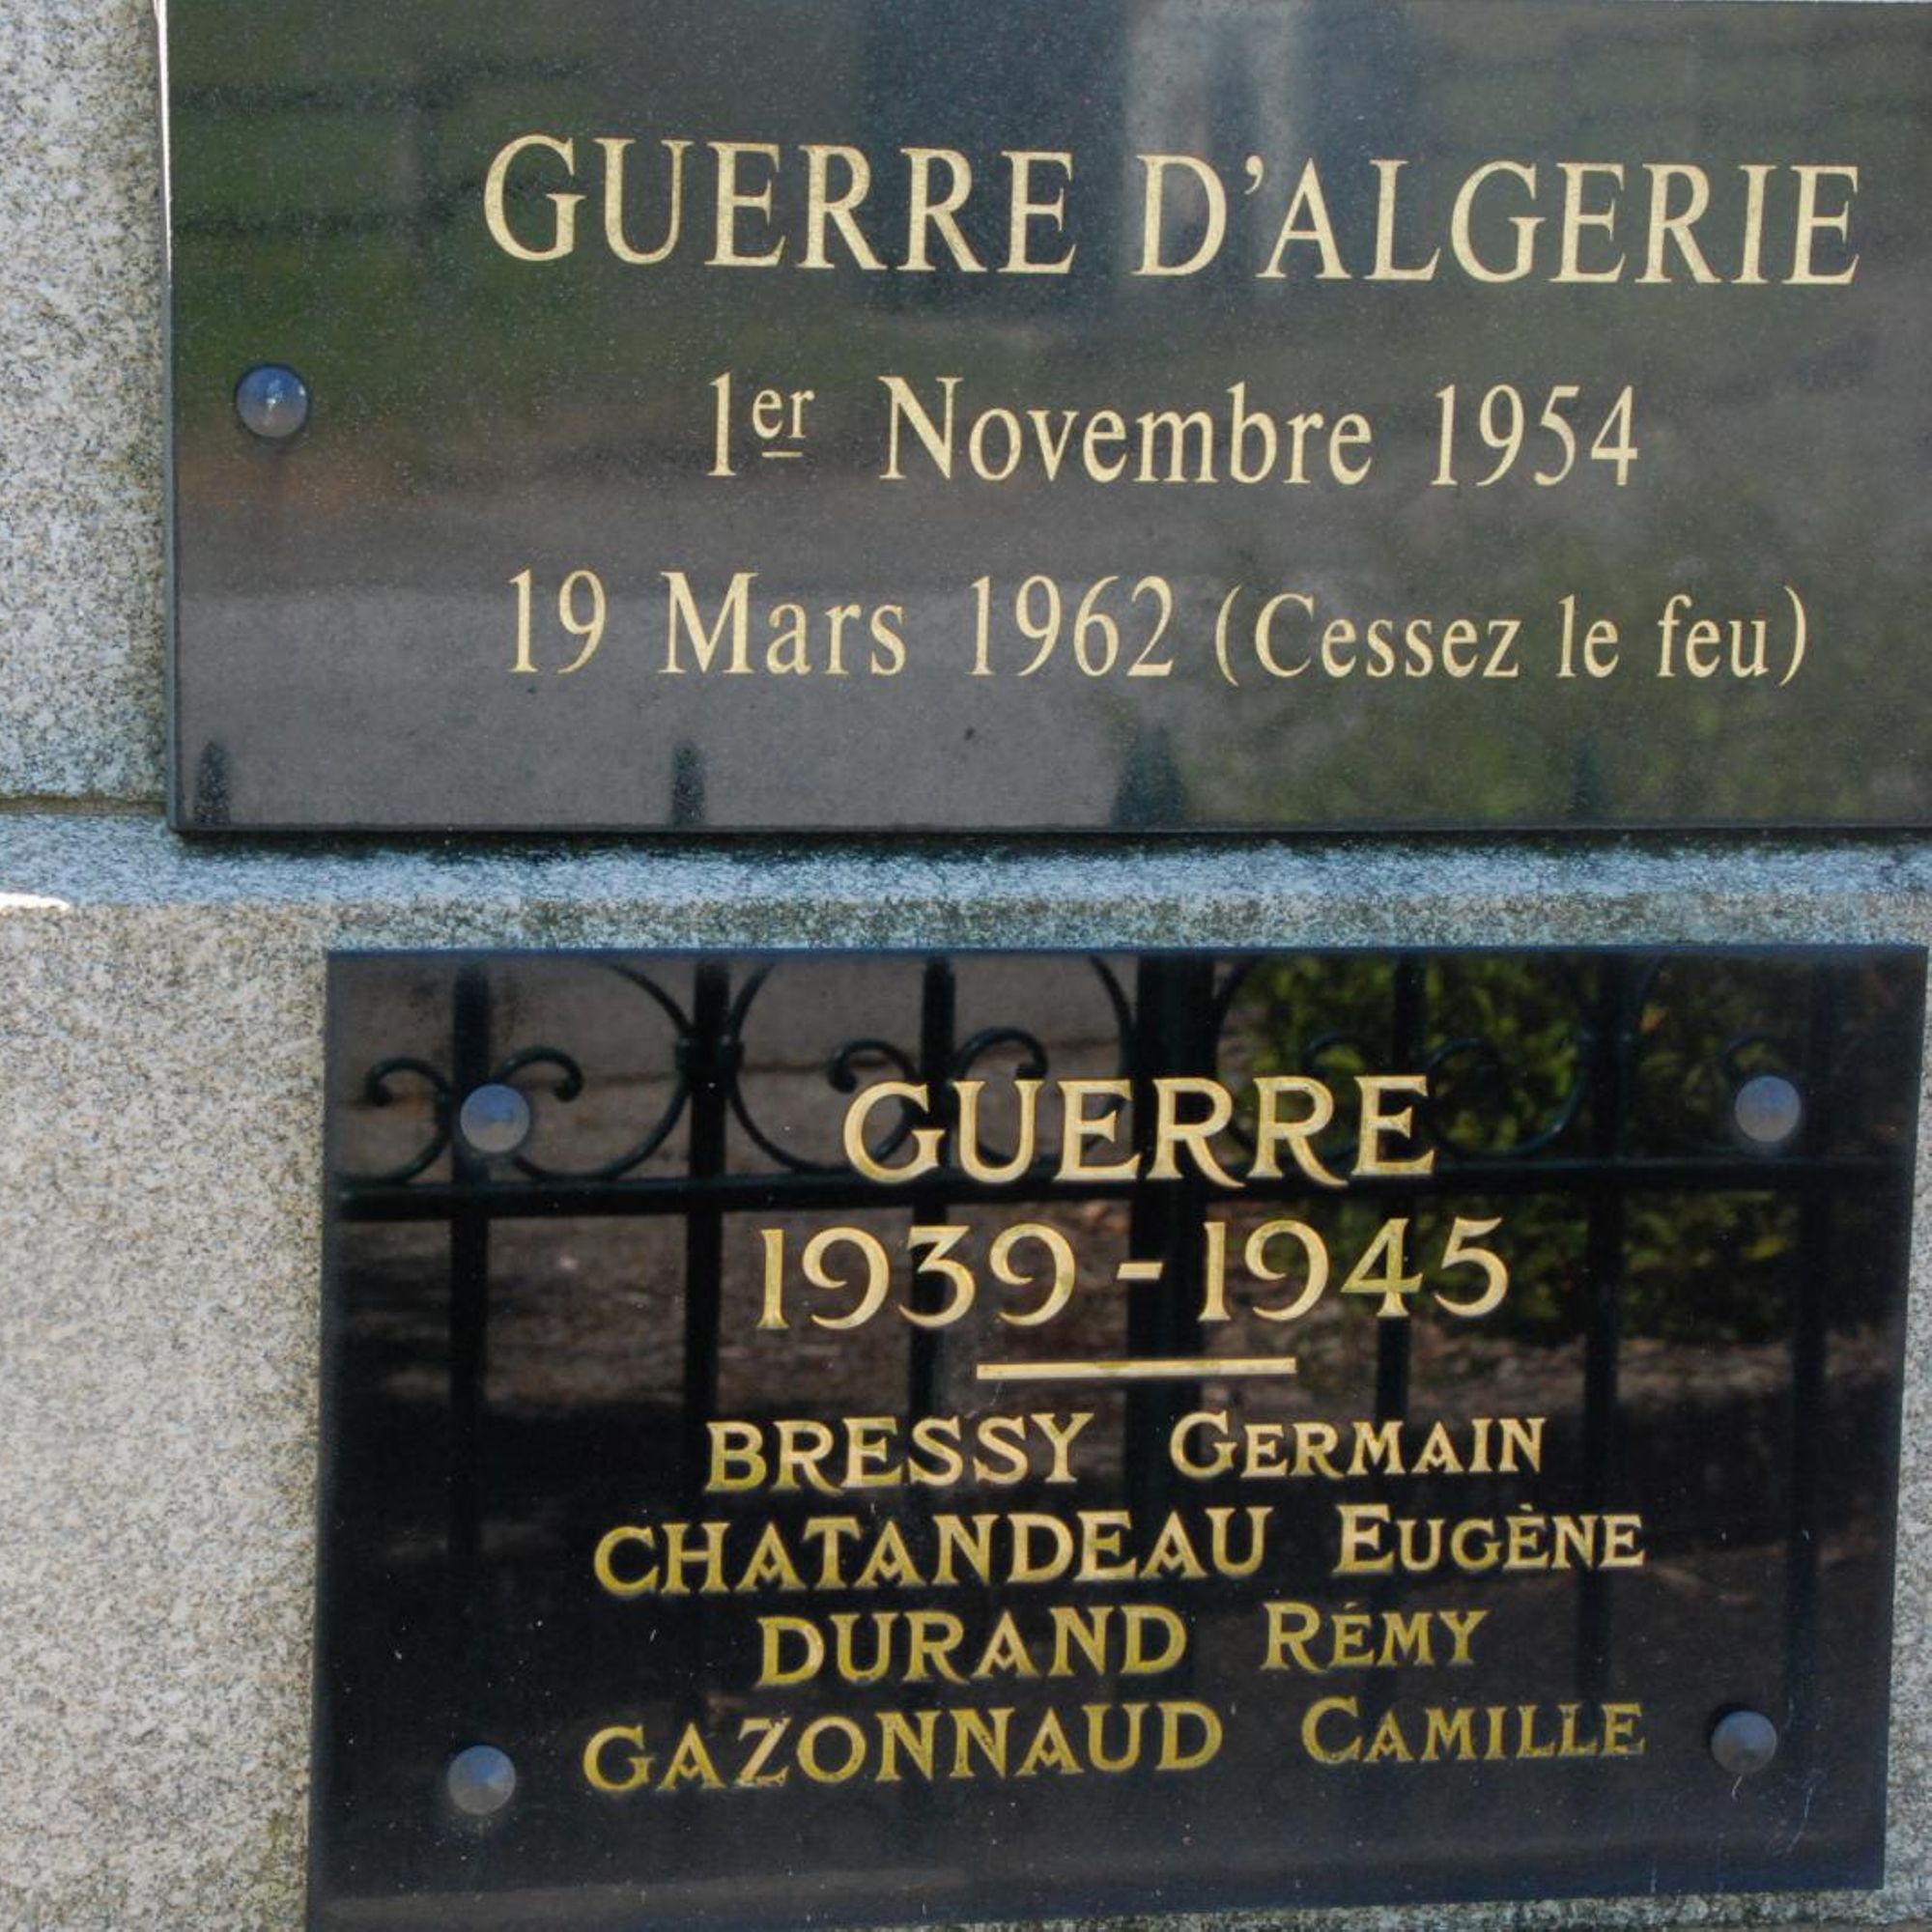 GUERRE D'ALGERIE
1er Novembre 1954
19 Mars 1962 (Cessez le feu)
GUERRE
1939-1945
BRESSY GERMAIN
CHATANDEAU EUGÈNE
DURAND RÉMY
GAZONNAUD CAMILLE